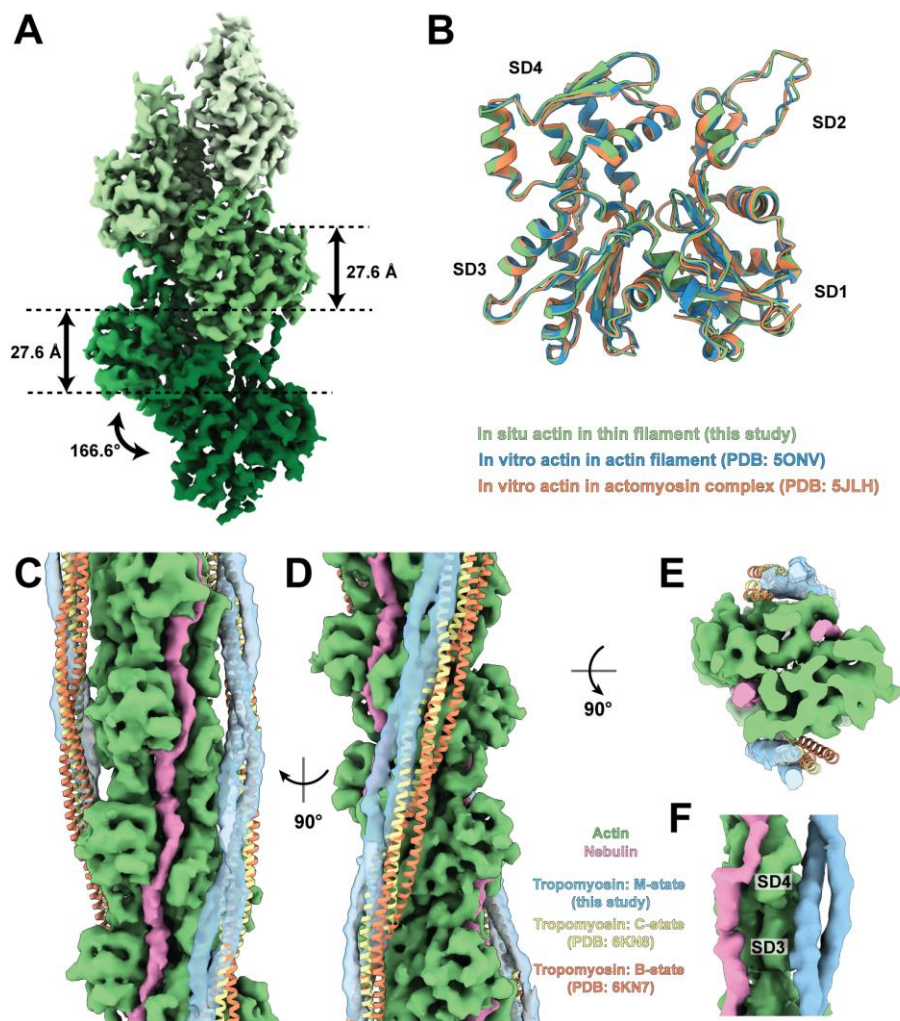 A
27.6 Å
27.6 Å
166.6°
B
SD4
SD2
SD3
SD1
In situ actin in thin filament (this study)
In vitro actin in actin filament (PDB: 5ONV)
In vitro actin in actomyosin complex (PDB: 5JLH)
C
90°
D
90°
E
Actin
Nebulin
Tropomyosin: M-state
(this study)
Tropomyosin: C-state
(PDB: 6KN8)
Tropomyosin: B-state
(PDB: 6KN7)
F
SD4
SD3